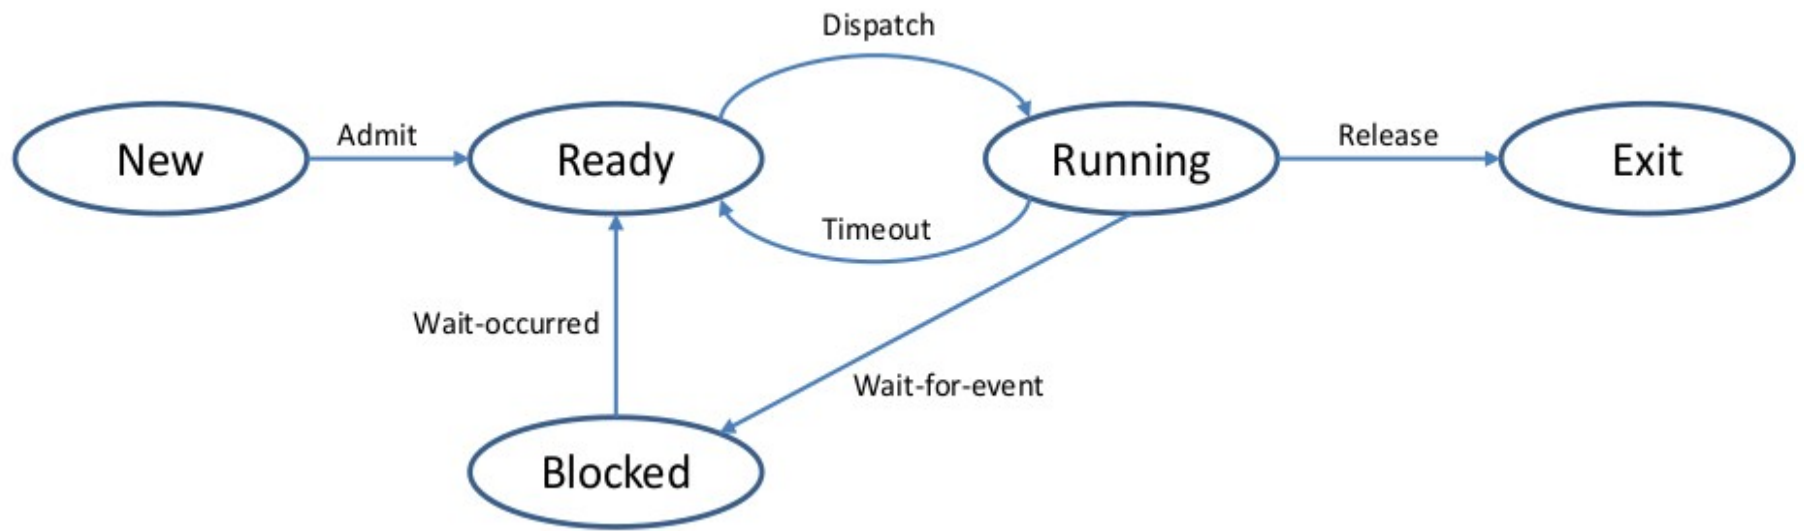 Dispatch
New
Admit
Ready
Running
Release
Exit
Timeout
Wait-occurred
Wait-for-event
Blocked